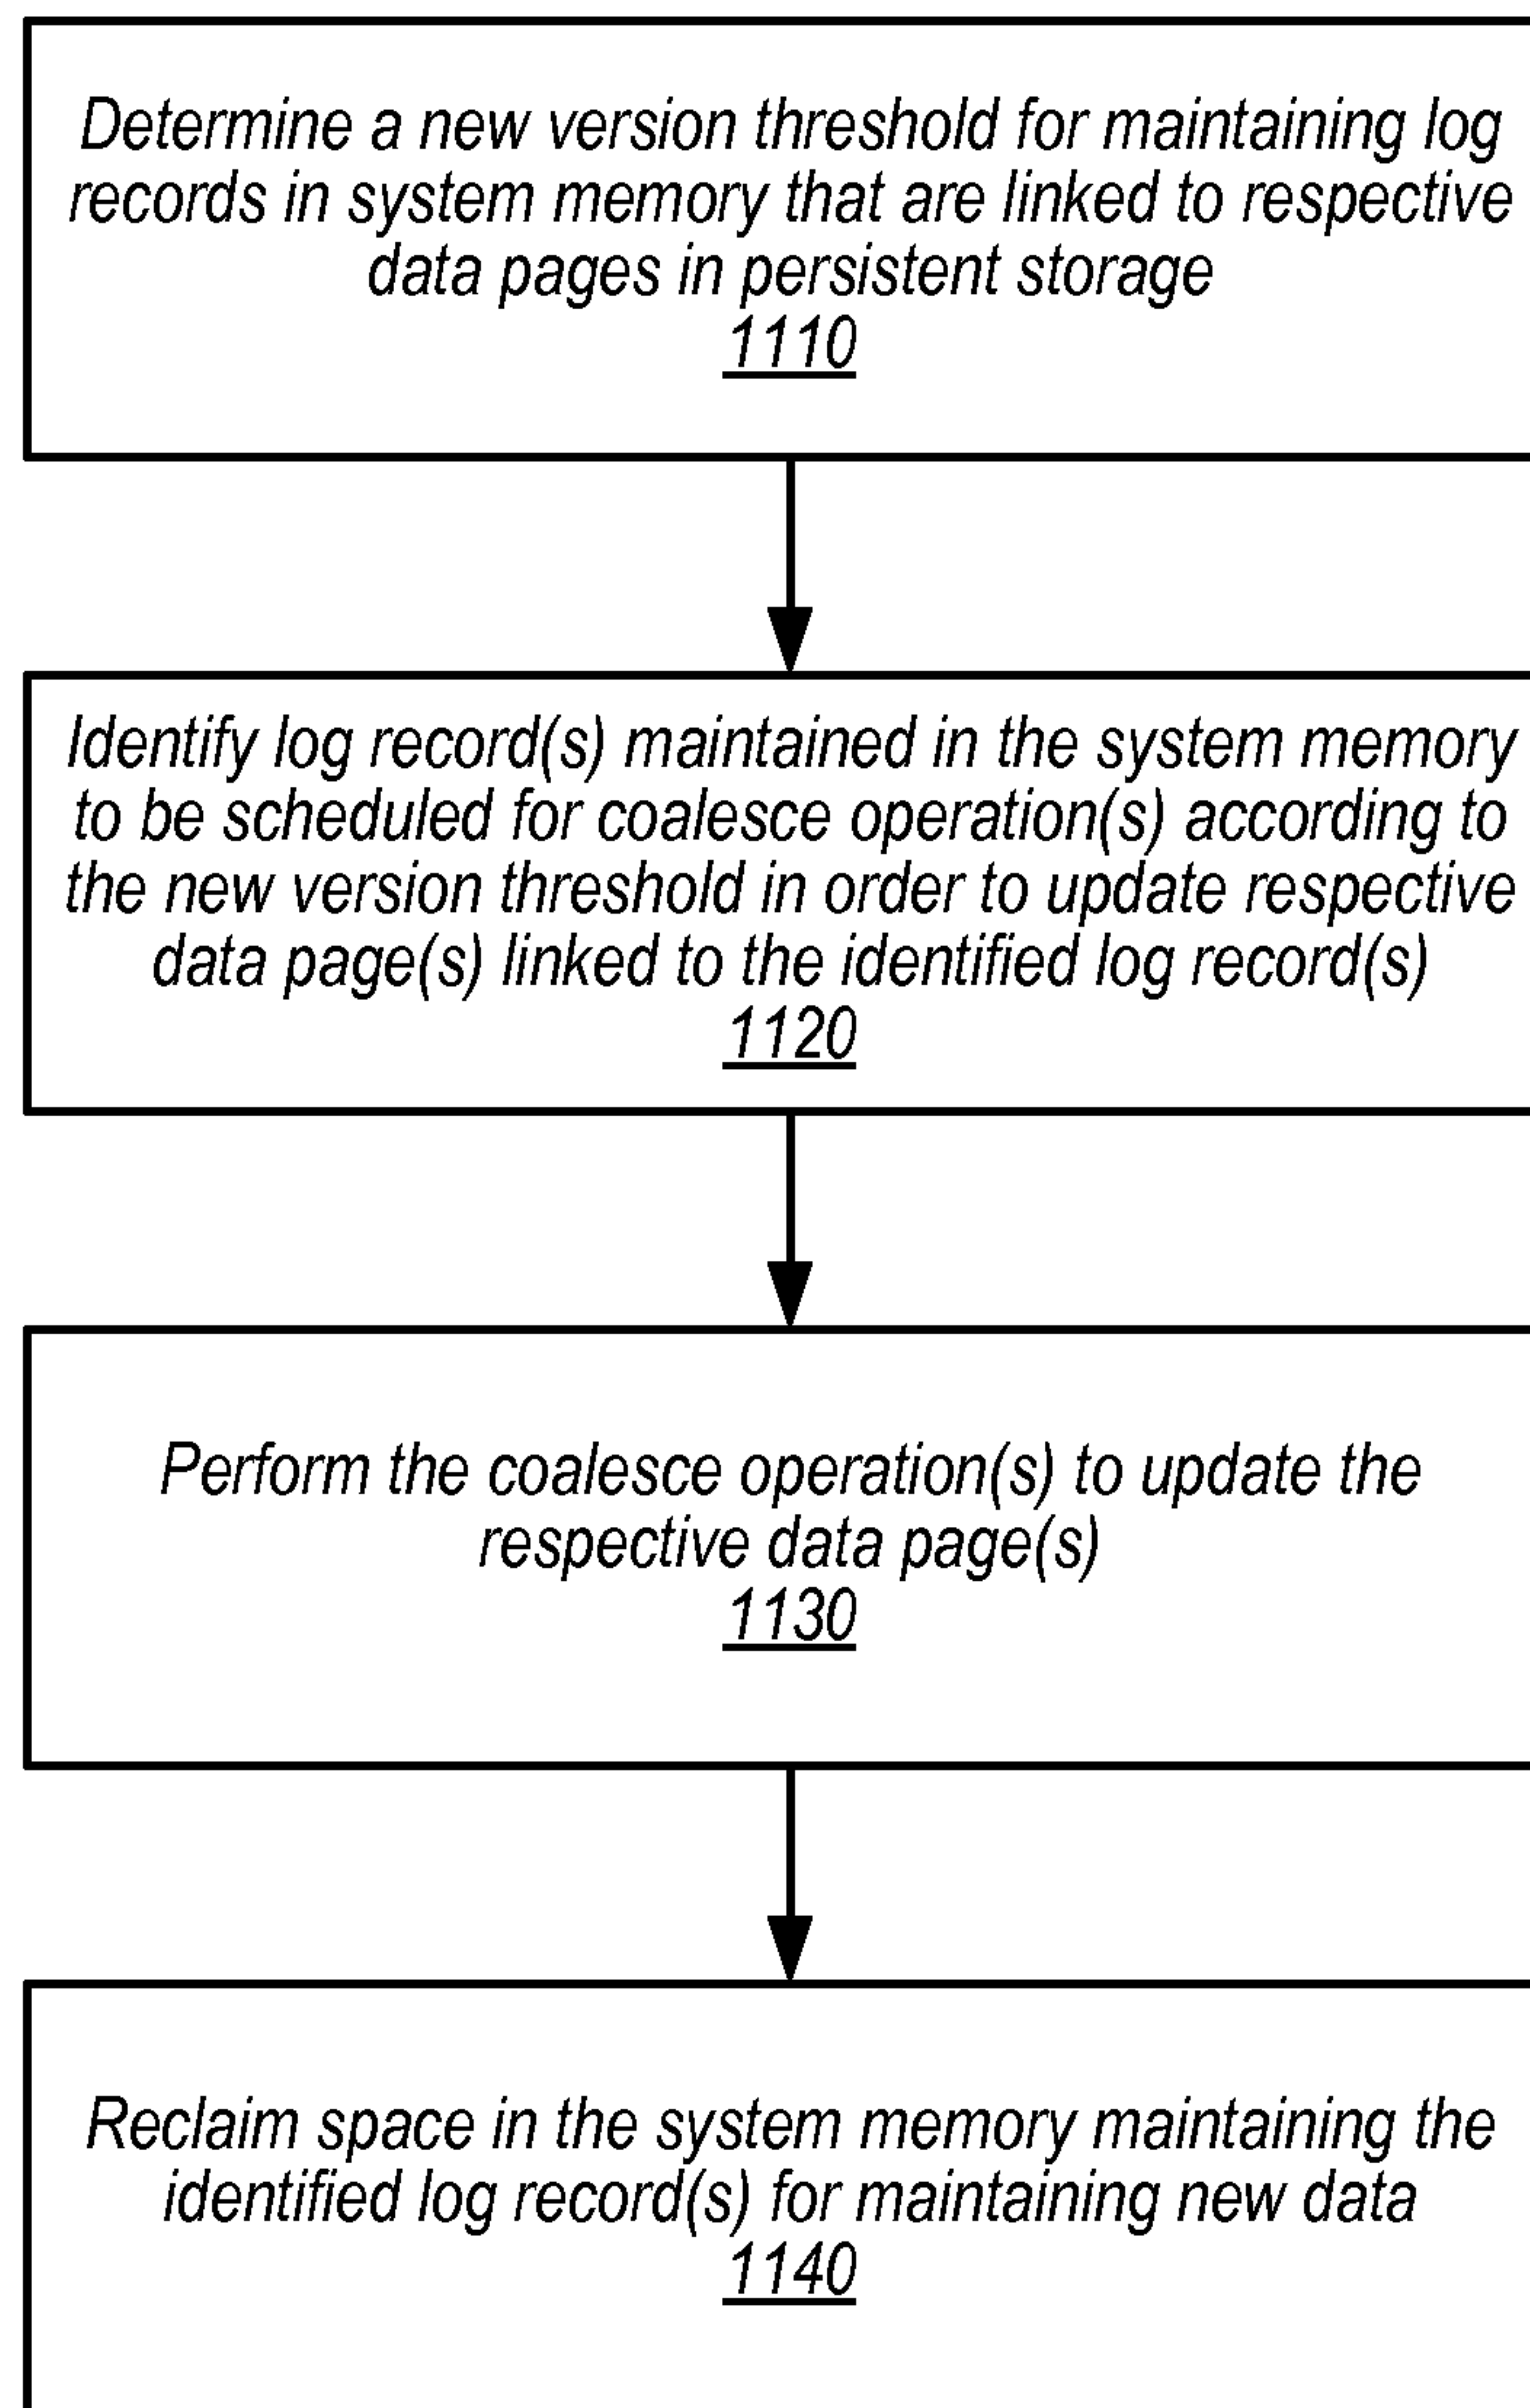 Determine a new version threshold for maintaining log
records in system memory that are linked to respective
data pages in persistent storage
1110
Identify log record(s) maintained in the system memory
to be scheduled for coalesce operation(s) according to
the new version threshold in order to update respective
data page(s) linked to the identified log record(s)
1120
Perform the coalesce operation(s) to update the
respective data page(s)
1130
Reclaim space in the system memory maintaining the
identified log record(s) for maintaining new data
1140